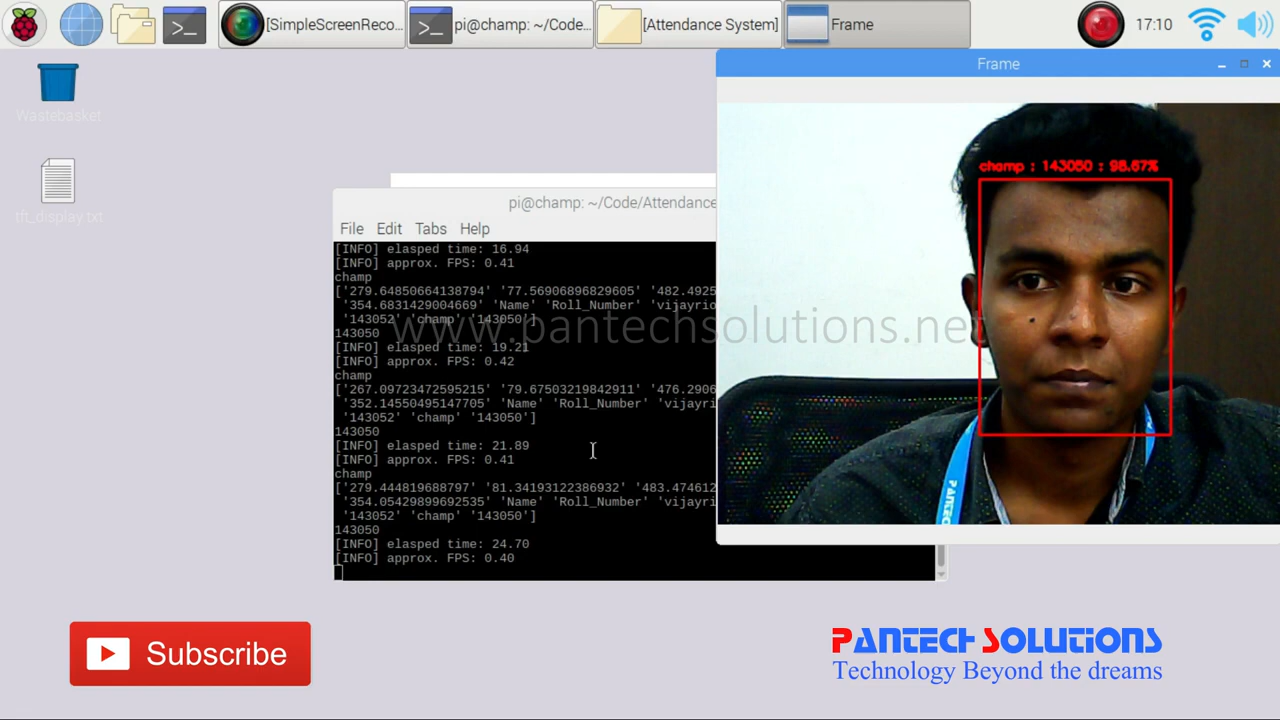 [SimpleScreenReco...
pi@champ: ~/Code...
[Attendance System]
Frame
17:10
Wastebasket
tft_display.txt
Frame
champ : 143050 : 98.67%
PANTECH
pi@champ: ~/Code/Attendance
File Edit Tabs Help
[INFO] elasped time: 16.94
[INFO] approx. FPS: 0.41
champ
['279.64850664138794' '77.56906896829605' '482.4925
'354.6831429004669' 'Name' 'Roll_Number' 'vijayri
'143052' 'champ' '143050']
143050
[INFO] elasped time: 19.21
[INFO] approx. FPS: 0.42
champ
['267.09723472595215' '79.67503219842911' '476.2906
'352.14550495147705' 'Name' 'Roll_Number' 'vijayri
'143052' 'champ' '143050']
143050
[INFO] elasped time: 21.89
[INFO] approx. FPS: 0.41
champ
['279.444819688797' '81.34193122386932' '483.474612
'354.05429899692535' 'Name' 'Roll_Number' 'vijayri
'143052' 'champ' '143050']
143050
[INFO] elasped time: 24.70
[INFO] approx. FPS: 0.40
www.pantechsolutions.net
Subscribe
PANTECH SOLUTIONS
Technology Beyond the dreams